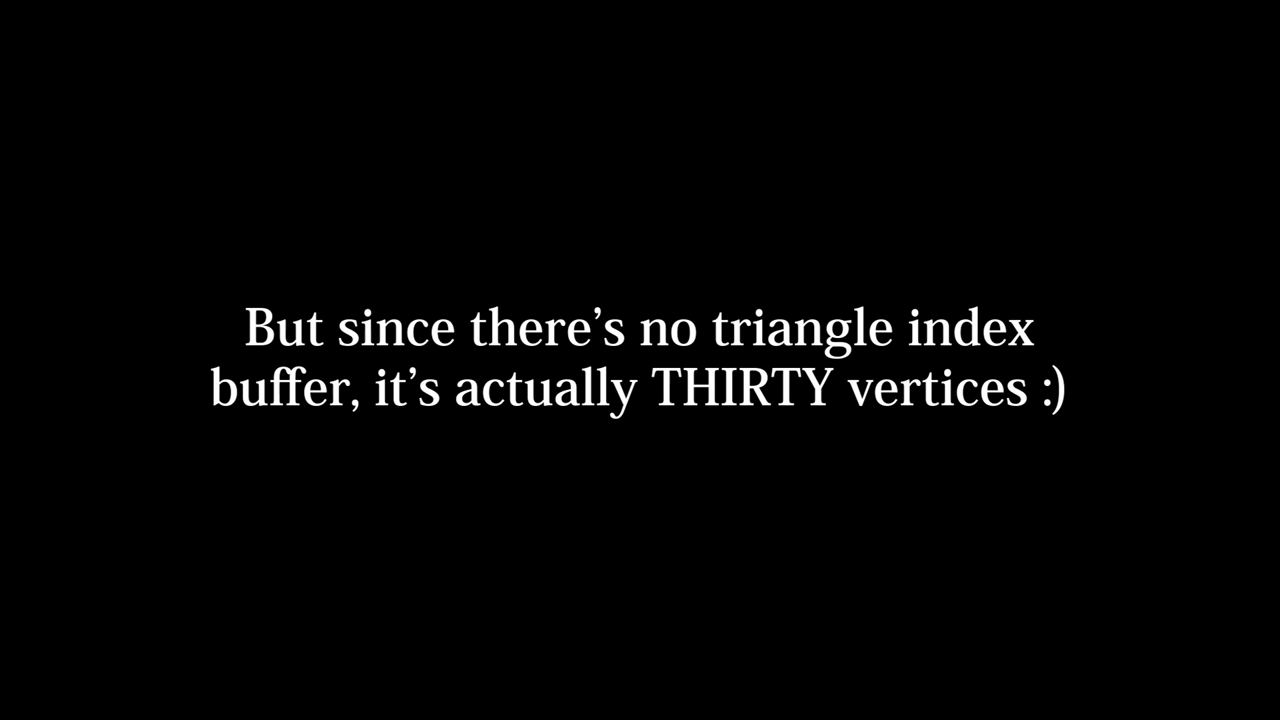 But since there’s no triangle index
buffer, it’s actually THIRTY vertices :)